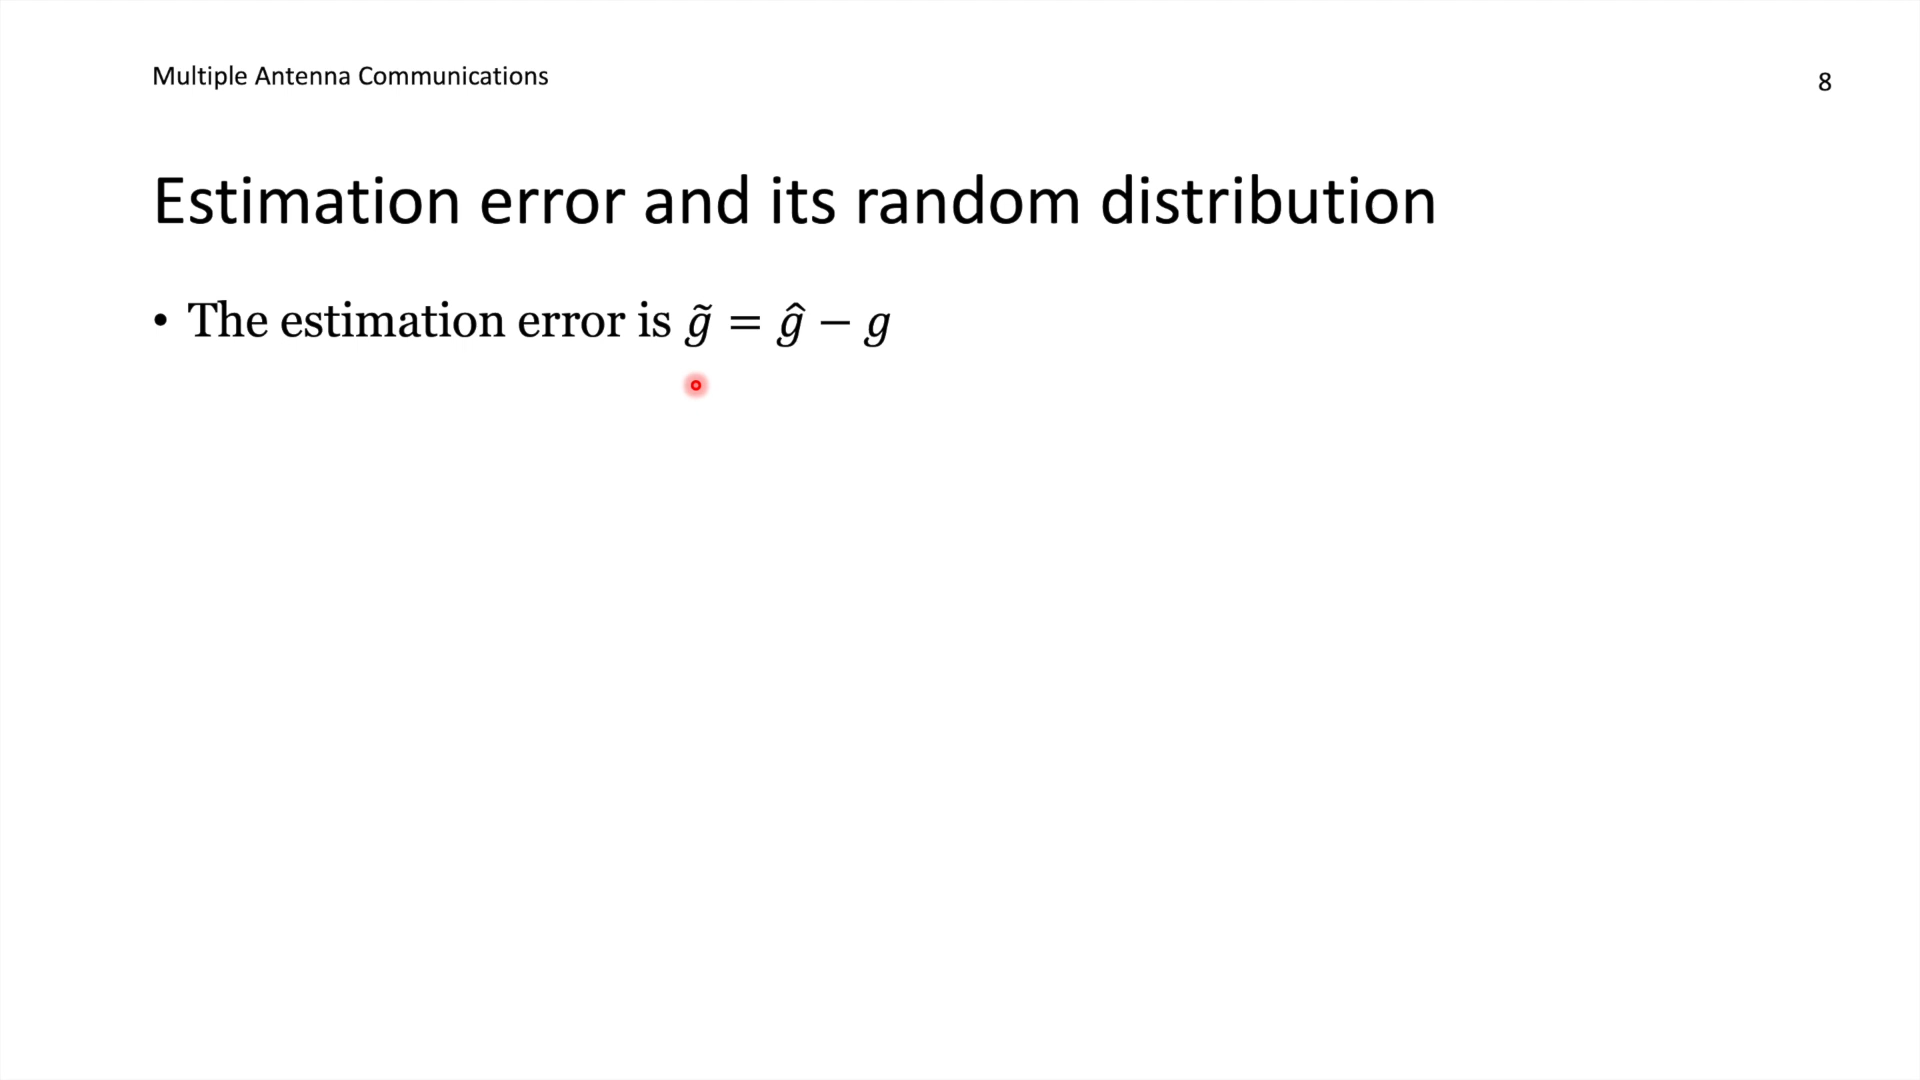 Multiple Antenna Communications
8
Estimation error and its random distribution
• The estimation error is g̃ = ĝ − g